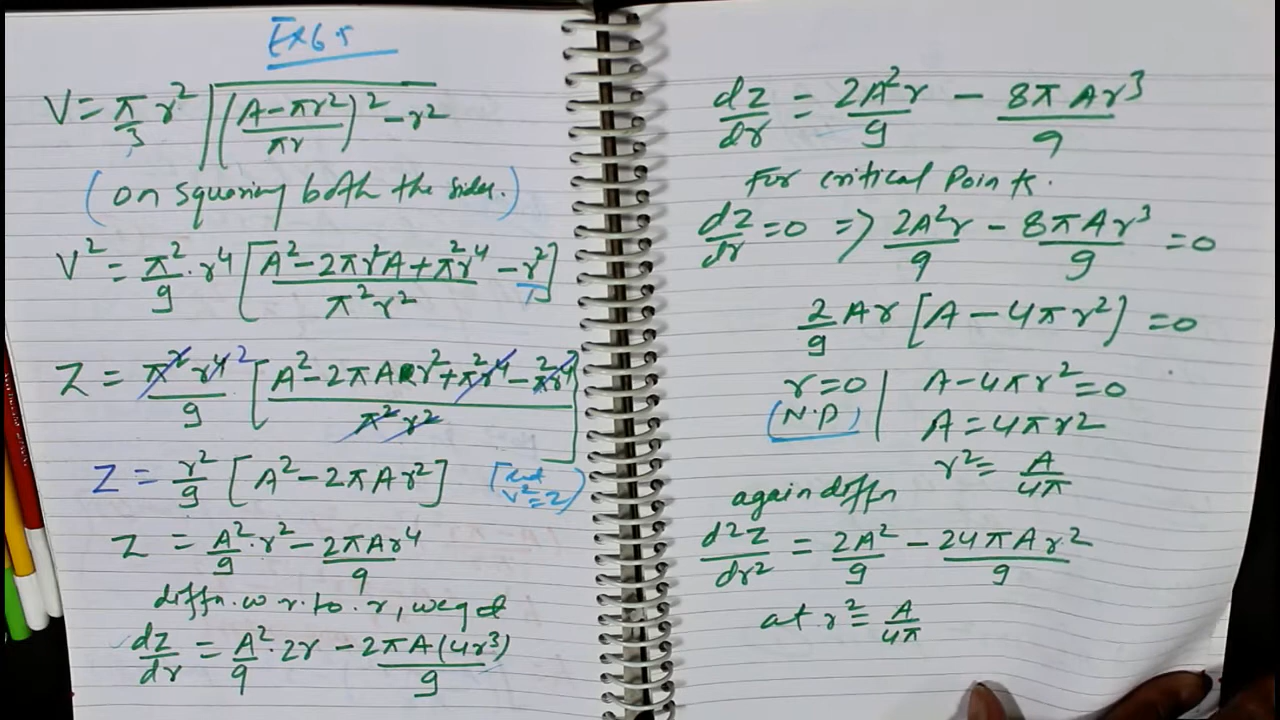 Ex 6.5
V = π/3 r² √((A-πr²)/πr)² - r²
(on squaring both the sides.)
V² = π²/9 · r⁴ [(A² - 2πr²A + π²r⁴)/π²r² - r²/1]
Z = π²r⁴/9 [(A² - 2πAr² + π²r⁴ - π²r⁴)/π²r²]
Z = r²/9 [A² - 2πAr²] [let V² = Z]
Z = A²/9 · r² - 2πAr⁴/9
diffn. w. r. to. r, we get
dZ/dr = A²/9 · 2r - 2πA(4r³)/9
dz/dr = 2A²r/9 - 8πAr³/9
For critical Points.
dz/dr = 0 => 2A²r/9 - 8πAr³/9 = 0
2/9 Ar [A - 4πr²] = 0
r = 0 | A - 4πr² = 0
(N.P) A = 4πr²
r² = A/4π
again diffn
d²z/dr² = 2A²/9 - 24πAr²/9
at r² = A/4π